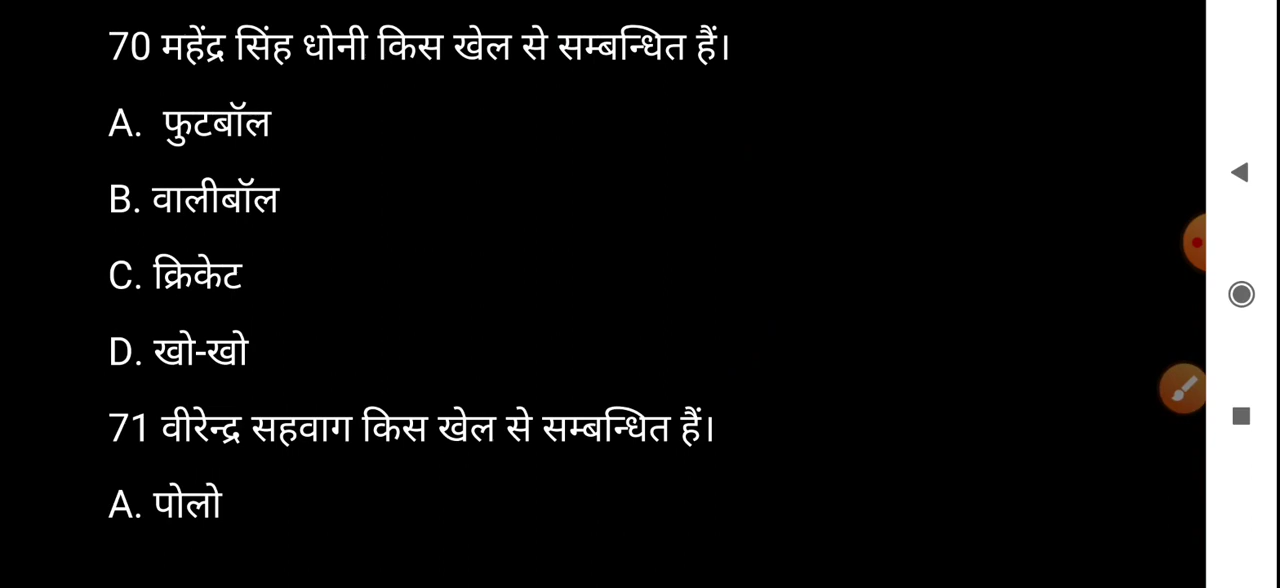 70 महेंद्र सिंह धोनी किस खेल से सम्बन्धित हैं।
A. फुटबॉल
B. वालीबॉल
C. क्रिकेट
D. खो-खो
71 वीरेन्द्र सहवाग किस खेल से सम्बन्धित हैं।
A. पोलो